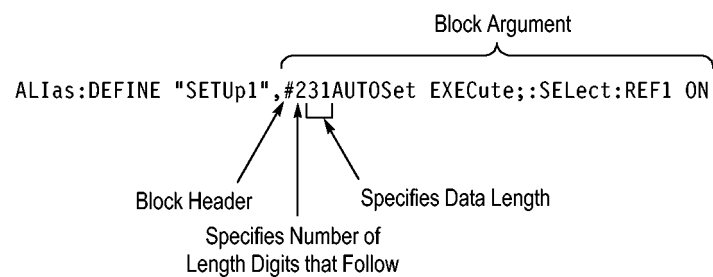 Block Argument
ALIas:DEFINE "SETUp1",#231AUTOSet EXECute;:SELect:REF1 ON
Block Header
Specifies Data Length
Specifies Number of
Length Digits that Follow